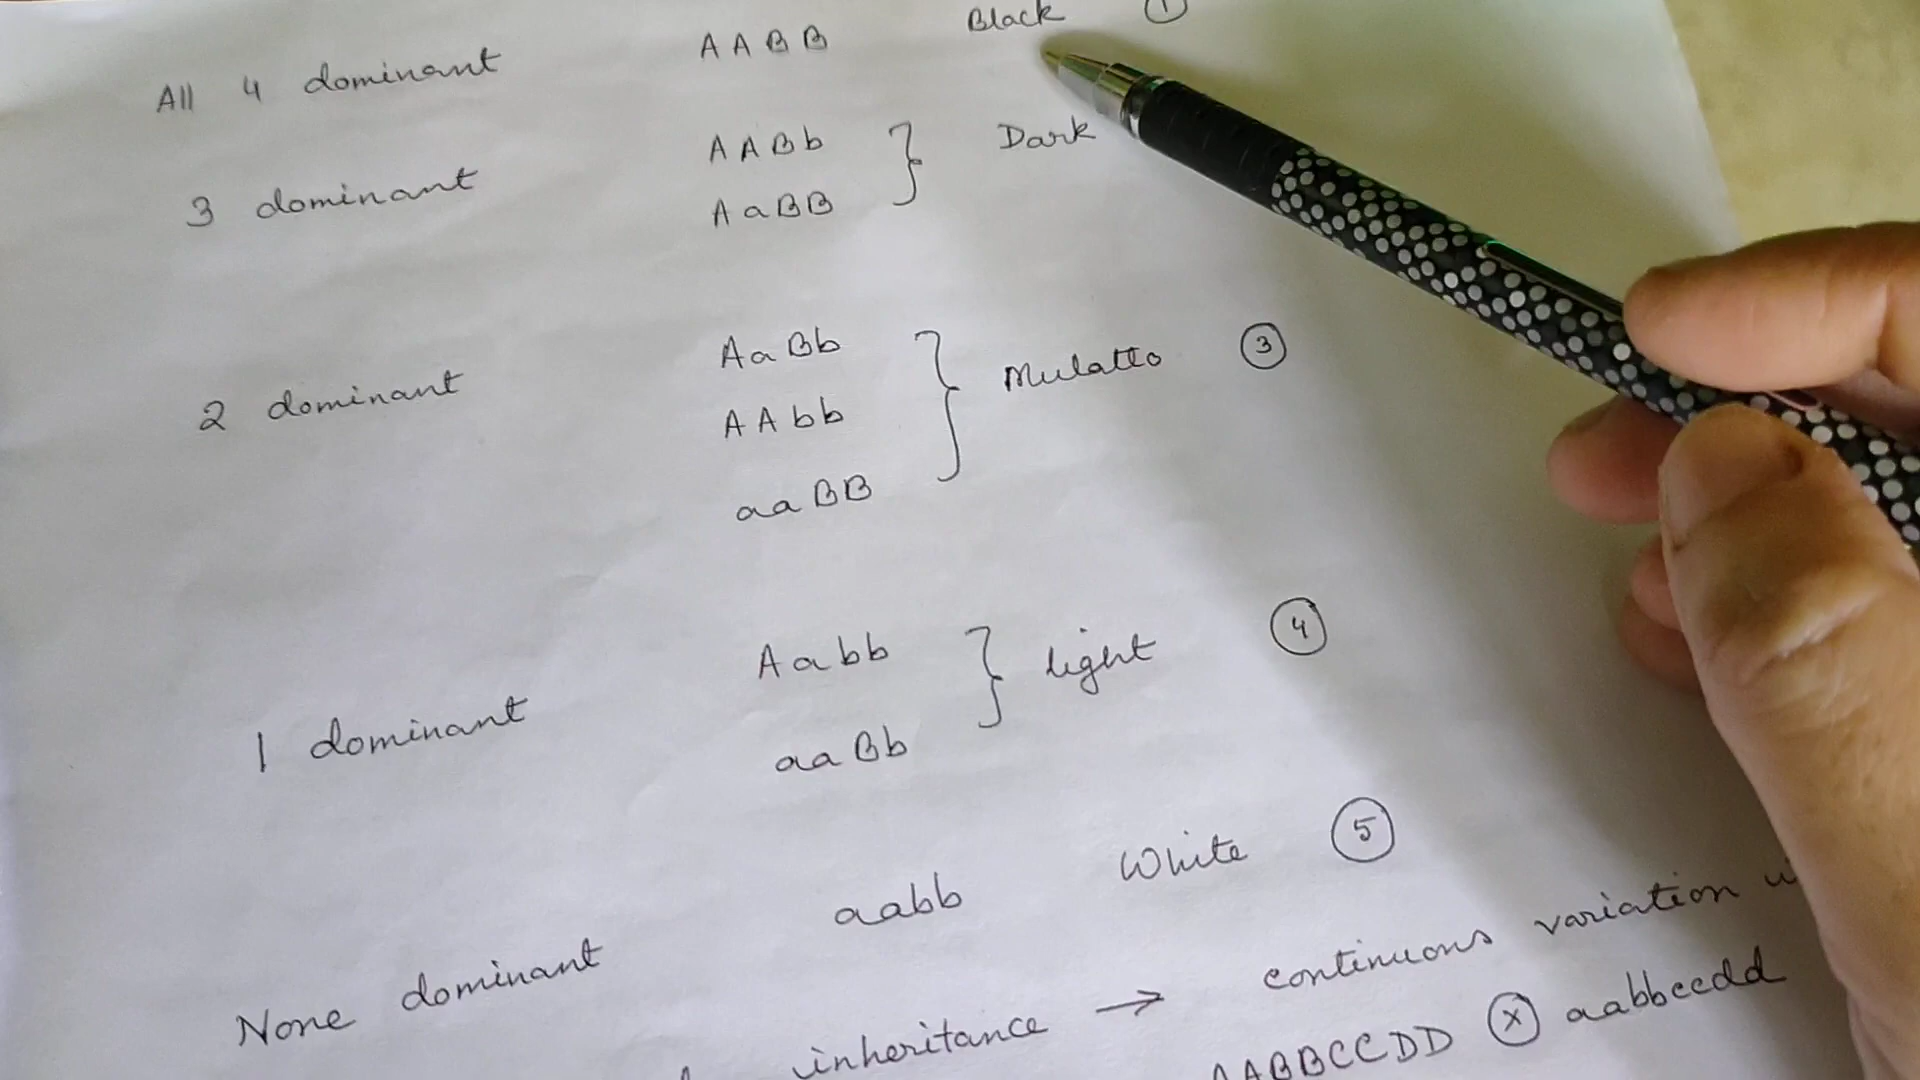 All 4 dominant AABB Black 1
3 dominant AABb Dark
AaBB
2 dominant AaBb Mulatto 3
AAbb
aaBB
1 dominant Aabb light 4
aaBb
None dominant aabb White 5
inheritance → continuous variation
AABBCCDD X aabbccdd